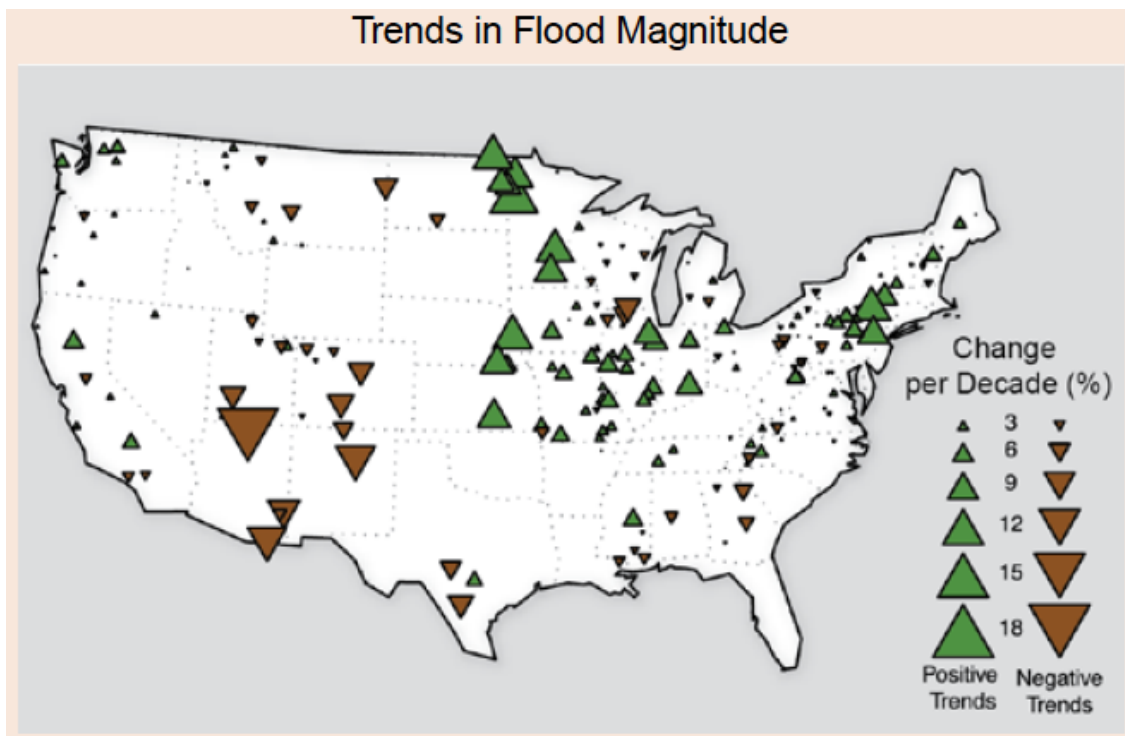 Trends in Flood Magnitude
Change
per Decade (%)
3
6
9
12
15
18
Positive
Trends
Negative
Trends